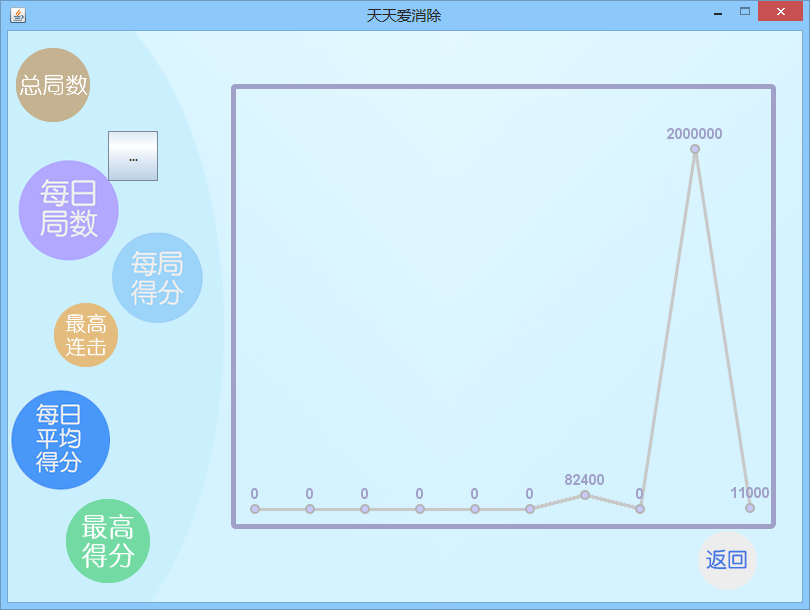 天天爱消除
总局数
...
每日
局数
每局
得分
最高
连击
每日
平均
得分
最高
得分
2000000
0 0 0 0 0 0 82400 0 11000
返回